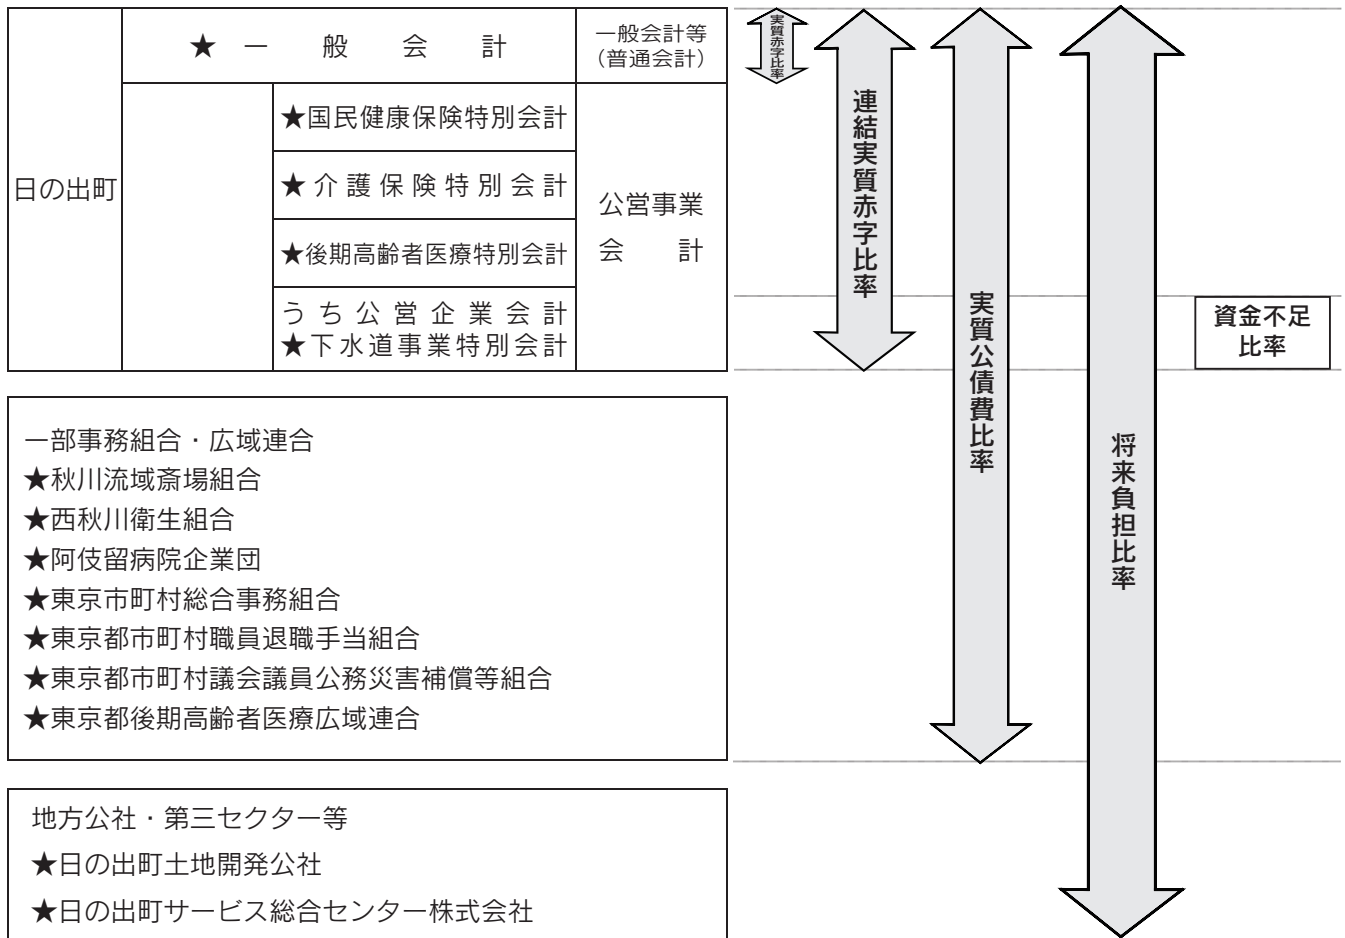 日の出町
★ 一 般 会 計
一般会計等
(普通会計)
★国民健康保険特別会計
★介護保険特別会計
★後期高齢者医療特別会計
うち公営企業会計
★下水道事業特別会計
公営事業
会 計
実質赤字比率
連結実質赤字比率
実質公債費比率
将来負担比率
資金不足
比率
一部事務組合・広域連合
★秋川流域斎場組合
★西秋川衛生組合
★阿伎留病院企業団
★東京市町村総合事務組合
★東京都市町村職員退職手当組合
★東京都市町村議会議員公務災害補償等組合
★東京都後期高齢者医療広域連合
地方公社・第三セクター等
★日の出町土地開発公社
★日の出町サービス総合センター株式会社